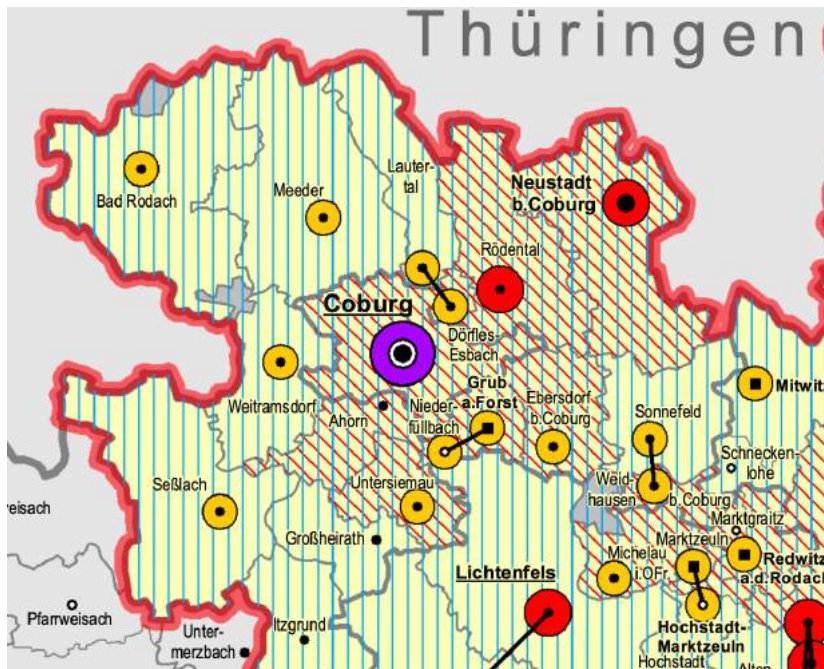 Thüringen
Lauter-
tal
Neustadt
b.Coburg
Meeder
Bad Rodach
Rödental
Coburg
Dörfles-
Esbach
Grub
a.Forst
Mitwitz
Ebersdorf
b.Coburg
Weitramsdorf
Ahorn
Nieder-
füllbach
Sonnefeld
Schnecken-
lohe
Seßlach
Untersiemau
Weid-
hausen
b.Coburg
eisach
Marktgraitz
Großheirath
Marktzeuln
Michelau
i.OFr.
Redwitz
a.d.Rodach
Lichtenfels
Pfarrweisach
Itzgrund
Unter-
merzbach
Hochstadt-
Marktzeuln
Hochstadt
Alten